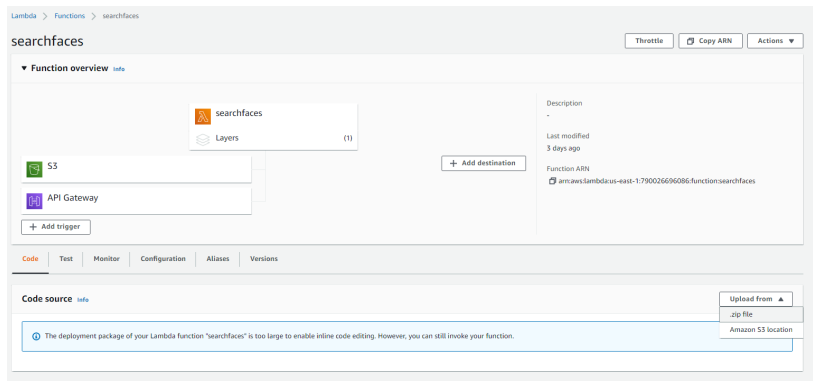 Lambda > Functions > searchfaces
searchfaces
Throttle Copy ARN Actions ▼
▼ Function overview Info
searchfaces
Layers (1)
S3
API Gateway
+ Add trigger
+ Add destination
Description
-
Last modified
3 days ago
Function ARN
arn:aws:lambda:us-east-1:790026696086:function:searchfaces
Code Test Monitor Configuration Aliases Versions
Code source Info
Upload from ▲
.zip file
Amazon S3 location
The deployment package of your Lambda function "searchfaces" is too large to enable inline code editing. However, you can still invoke your function.